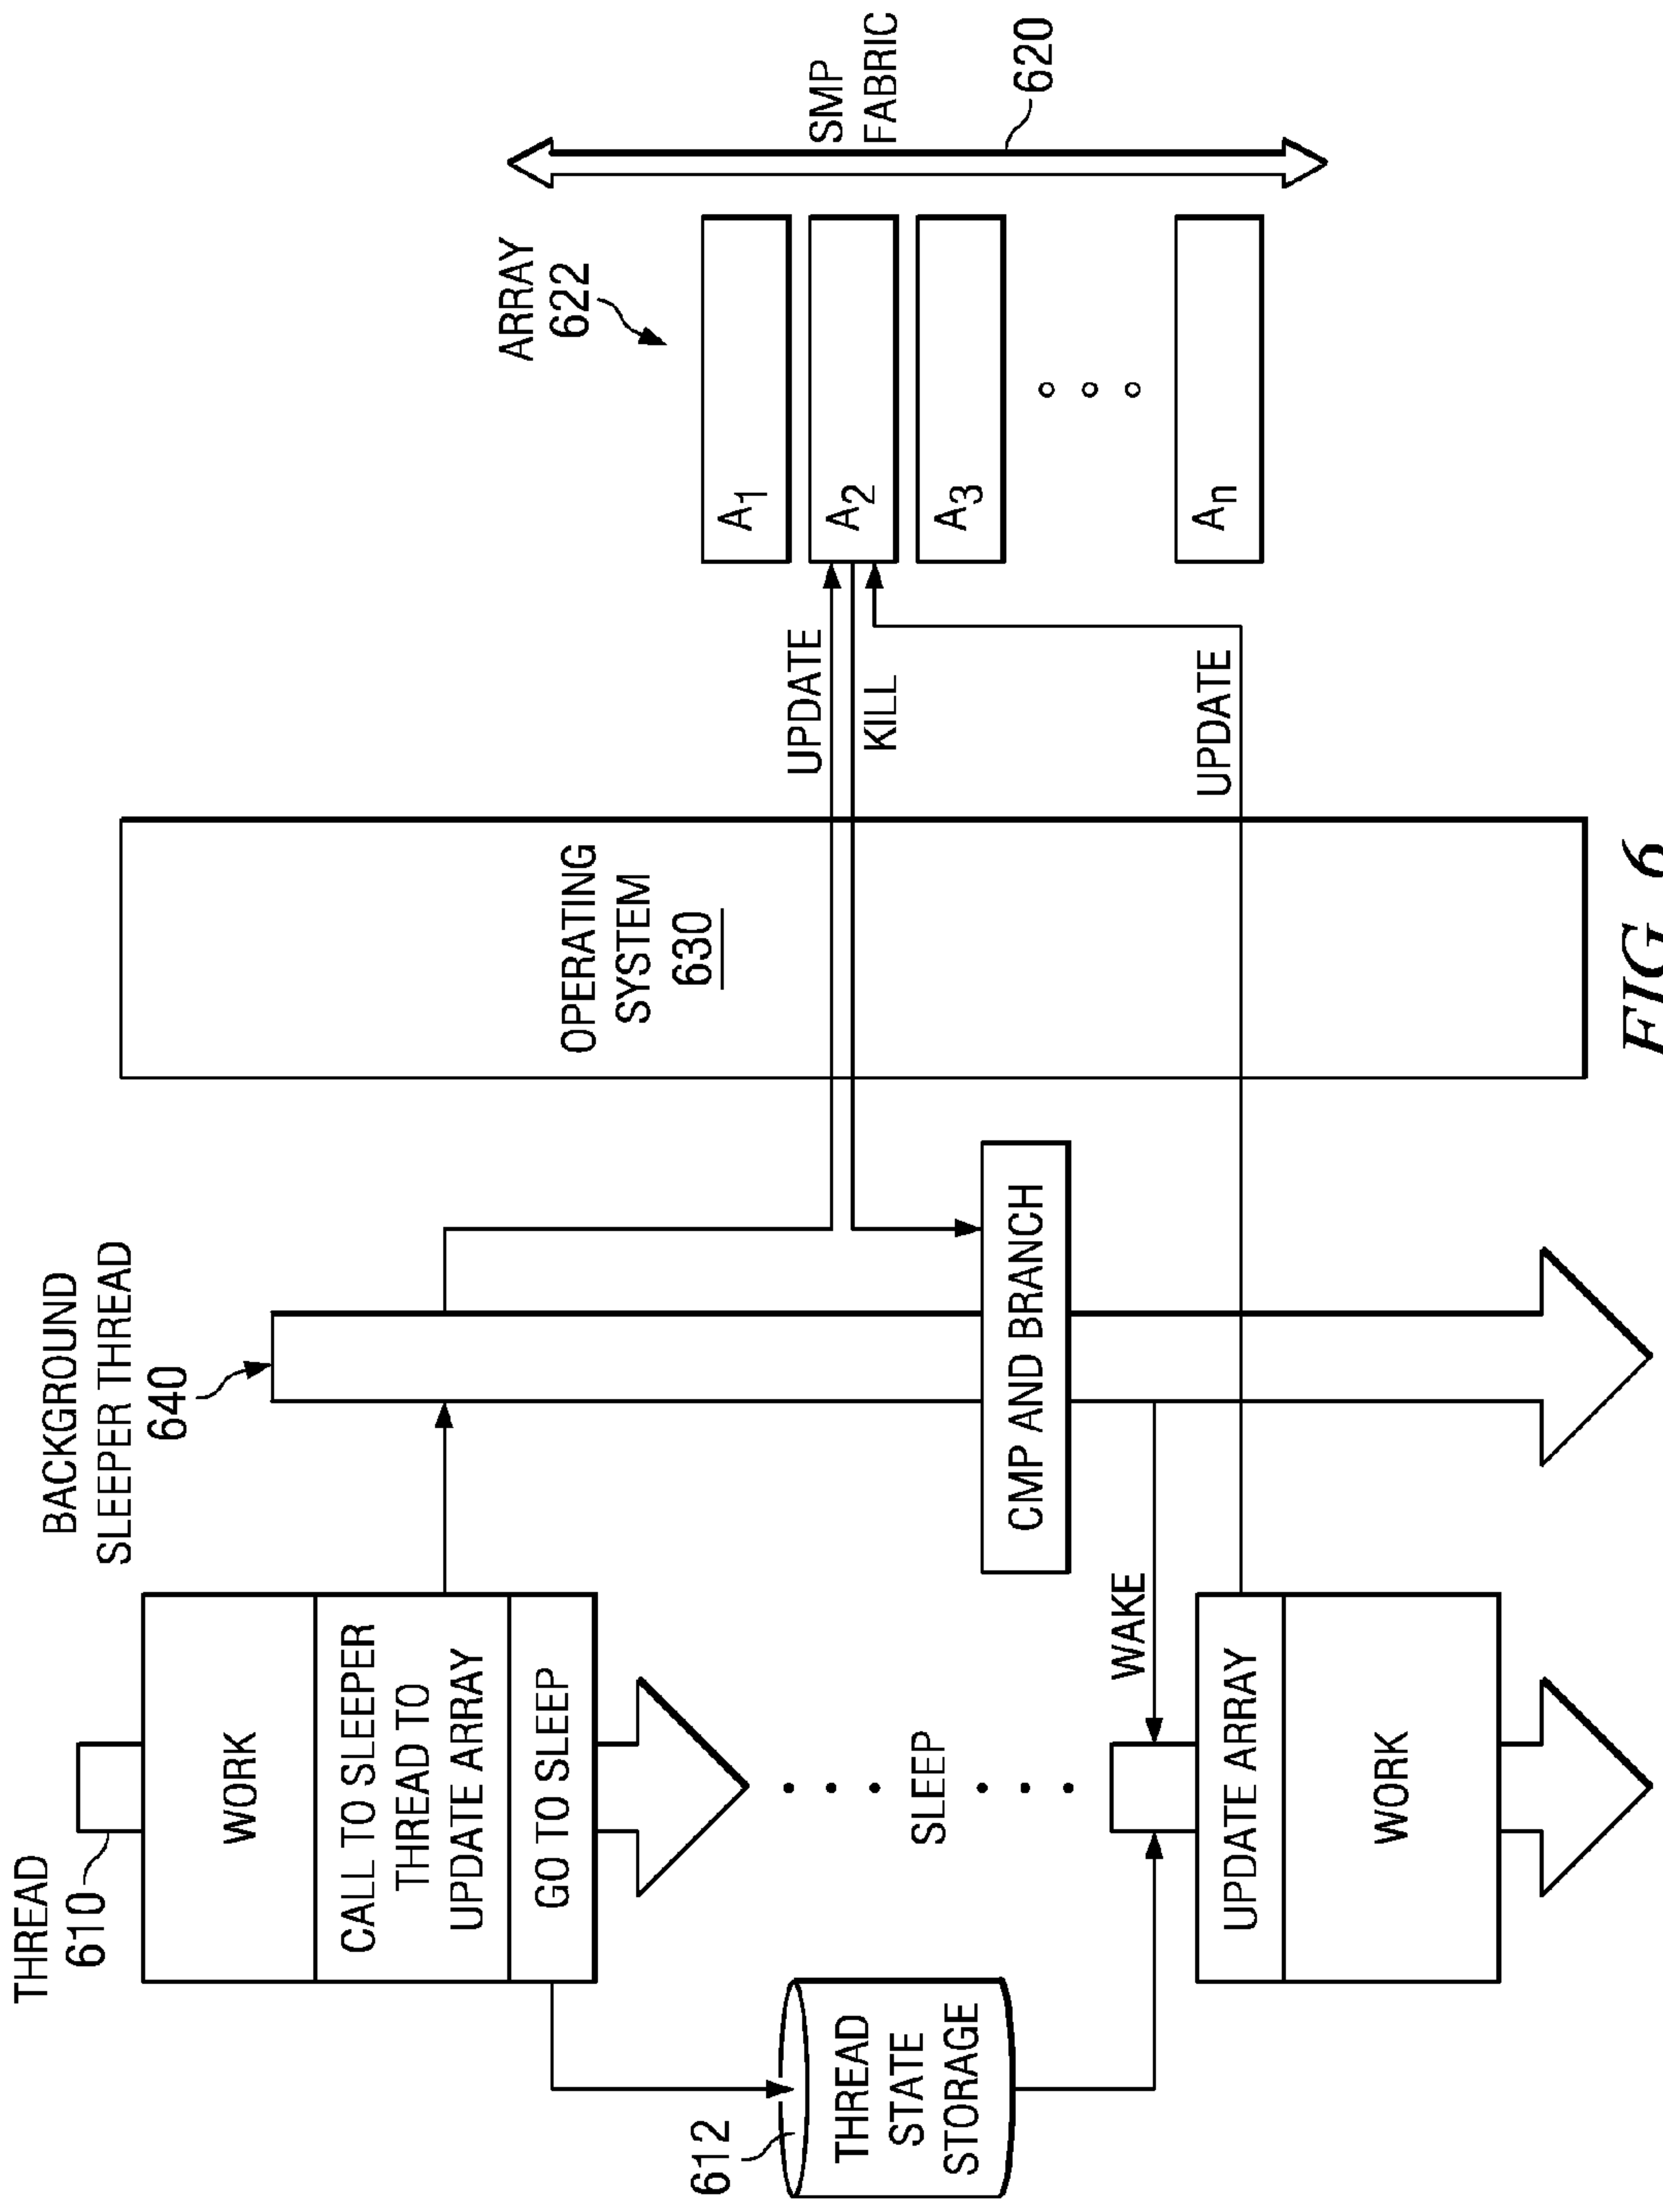 THREAD
610
WORK
CALL TO SLEEPER
THREAD TO
UPDATE ARRAY
GO TO SLEEP
612
THREAD
STATE
STORAGE
SLEEP
WAKE
UPDATE ARRAY
WORK
BACKGROUND
SLEEPER THREAD
640
CMP AND BRANCH
OPERATING
SYSTEM
630
UPDATE
KILL
UPDATE
ARRAY
622
A1
A2
A3
An
SMP
FABRIC
620
FIG. 6